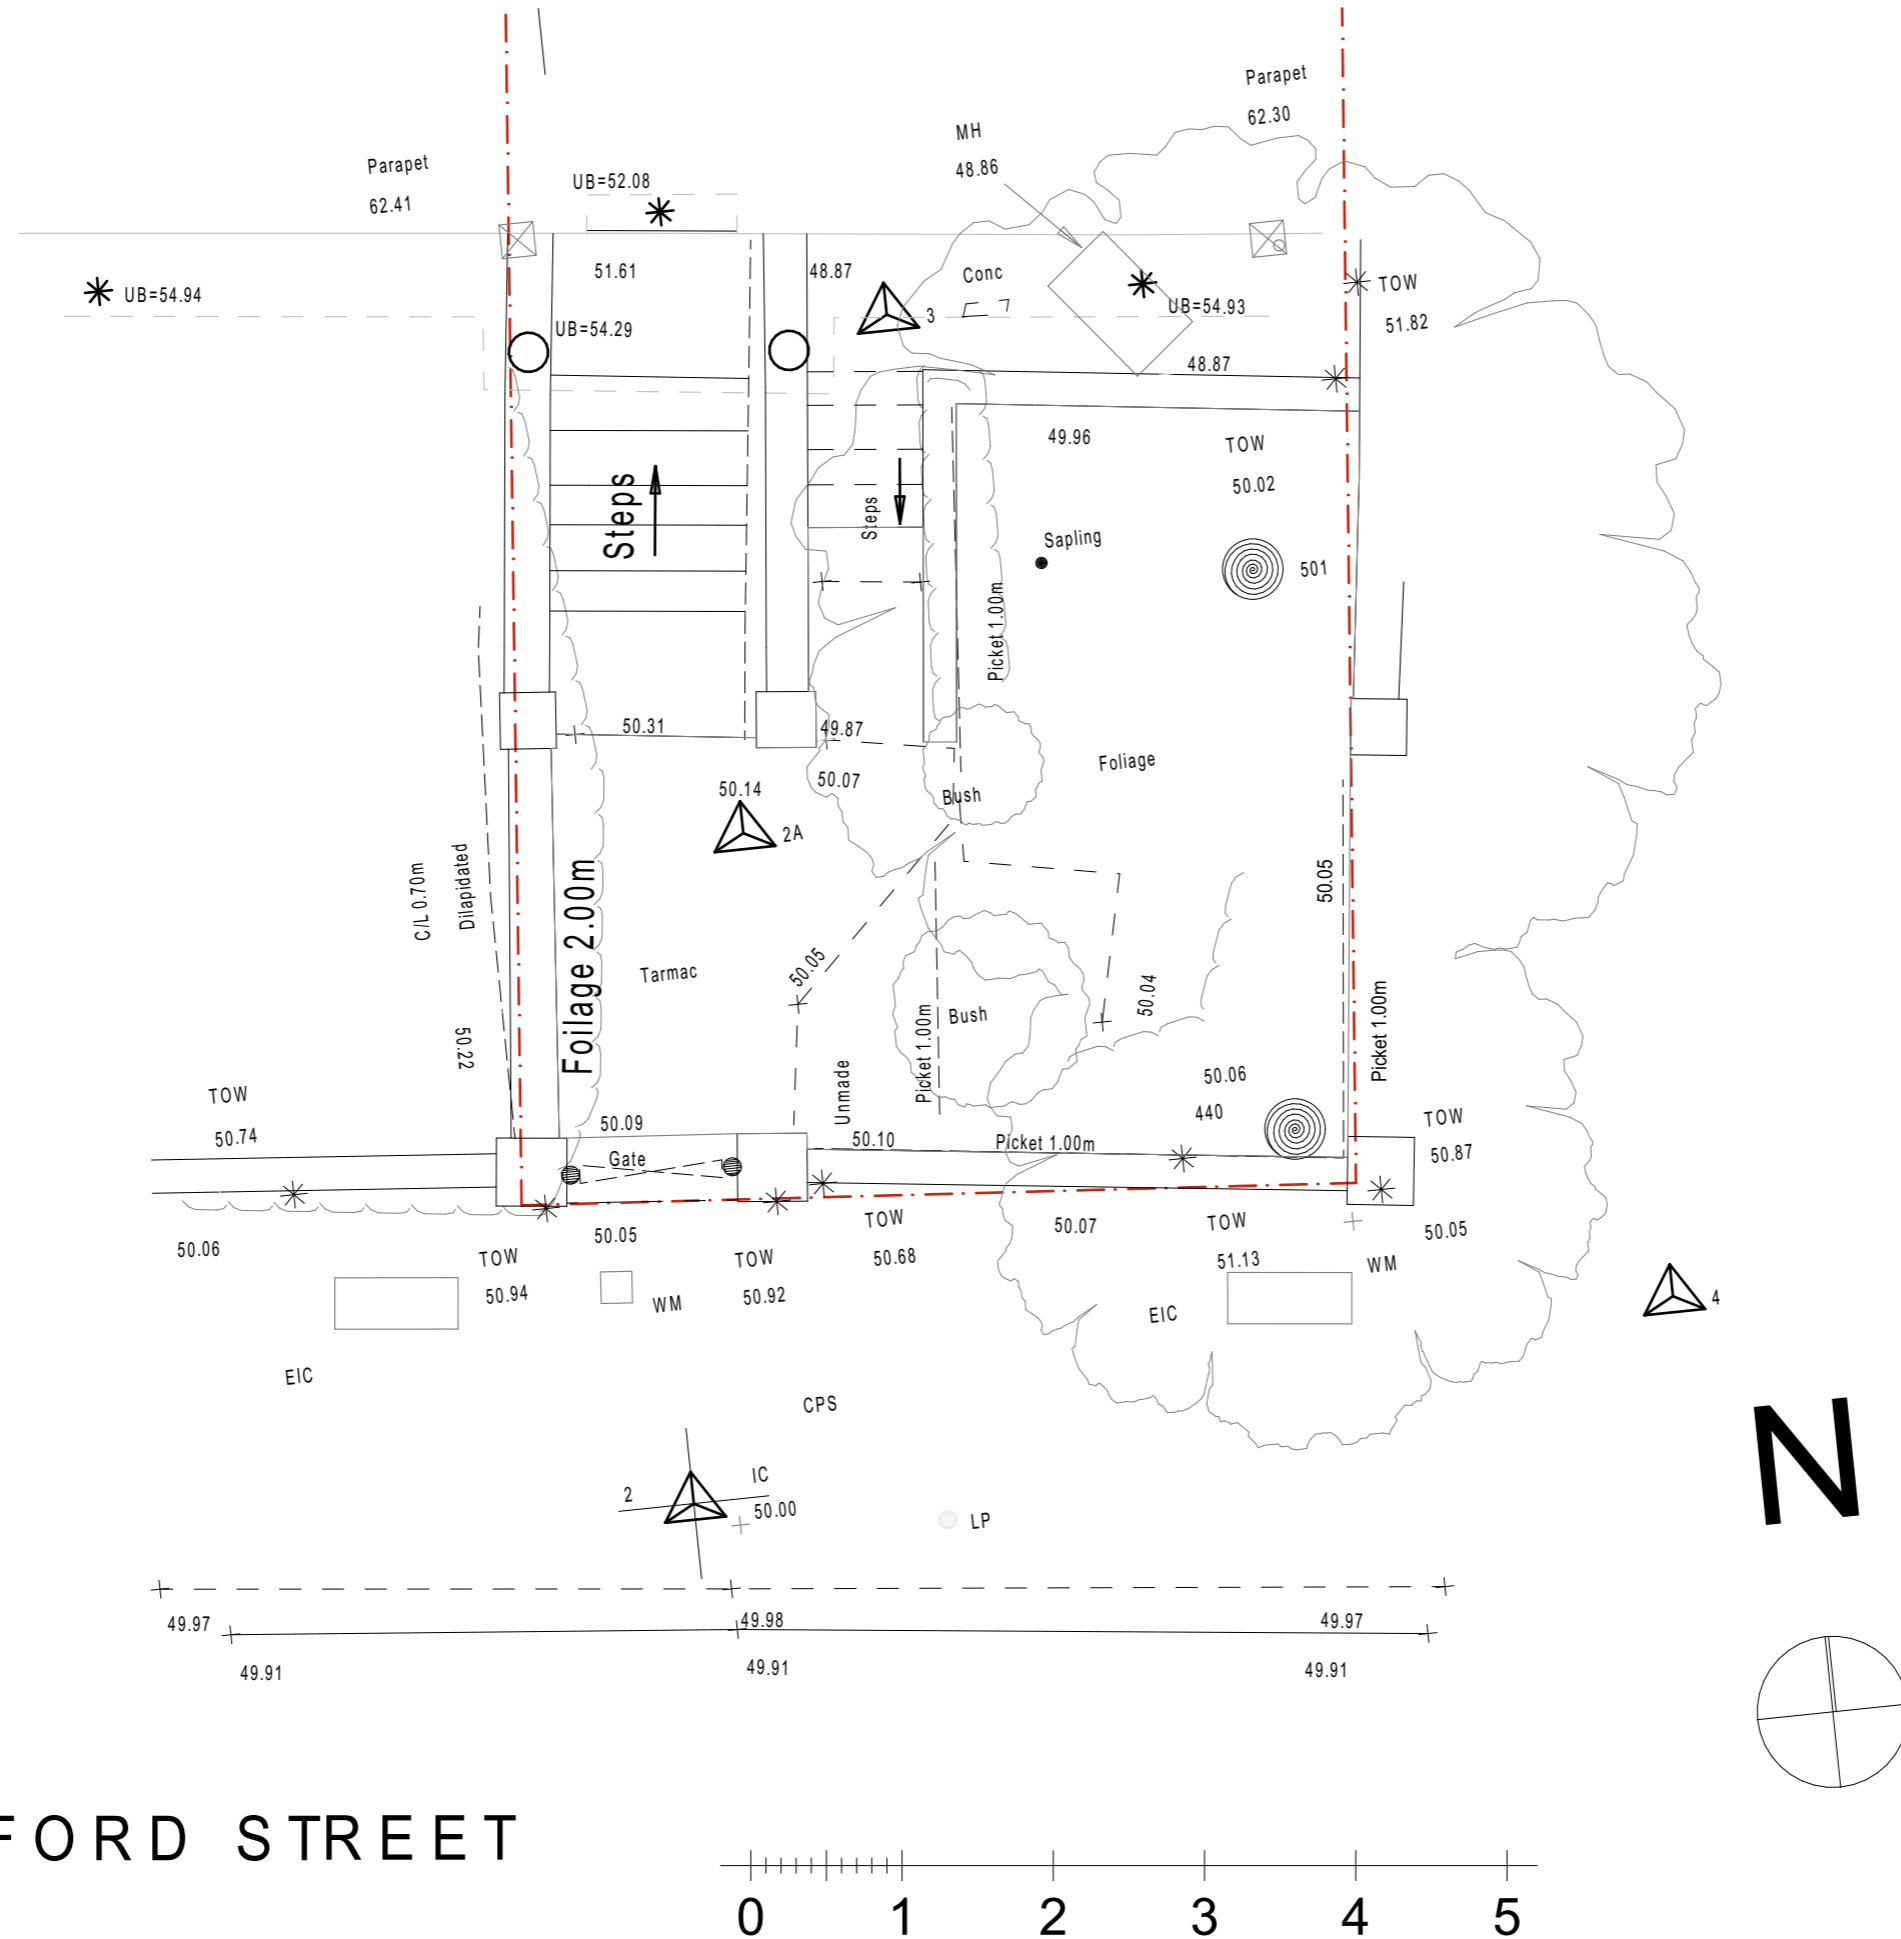 Parapet
62.30
MH
48.86
Parapet
62.41
UB=52.08
51.61
48.87
Conc
3
UB=54.93
TOW
51.82
UB=54.94
UB=54.29
48.87
49.96
TOW
50.02
Steps
Steps
Sapling
501
Picket 1.00m
50.31
49.87
50.07
Foliage
50.14
2A
Bush
C/L 0.70m
Dilapidated
Foilage 2.00m
50.05
Tarmac
50.05
50.04
Bush
Picket 1.00m
Picket 1.00m
50.22
Unmade
50.06
440
TOW
50.74
50.09
Gate
50.10
Picket 1.00m
TOW
50.87
50.06
TOW
50.94
50.05
WM
TOW
50.92
TOW
50.68
50.07
TOW
51.13
WM
50.05
EIC
4
EIC
CPS
N
2
IC
50.00
LP
49.97
49.98
49.97
49.91
49.91
49.91
FORD STREET
0 1 2 3 4 5